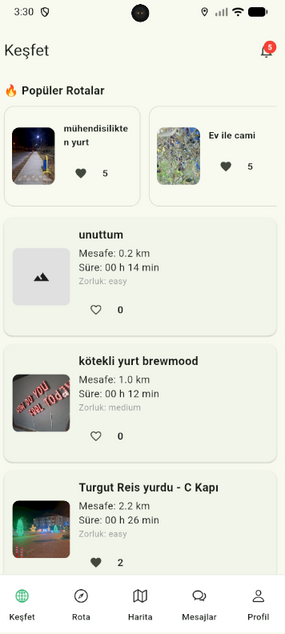 3:30
Keşfet
5
🔥 Popüler Rotalar
mühendisilikte
n yurt
5
Ev ile cami
5
unuttum
Mesafe: 0.2 km
Süre: 00 h 14 min
Zorluk: easy
0
kötekli yurt brewmood
Mesafe: 1.0 km
Süre: 00 h 12 min
Zorluk: medium
0
Turgut Reis yurdu - C Kapı
Mesafe: 2.2 km
Süre: 00 h 26 min
Zorluk: easy
2
Keşfet
Rota
Harita
Mesajlar
Profil